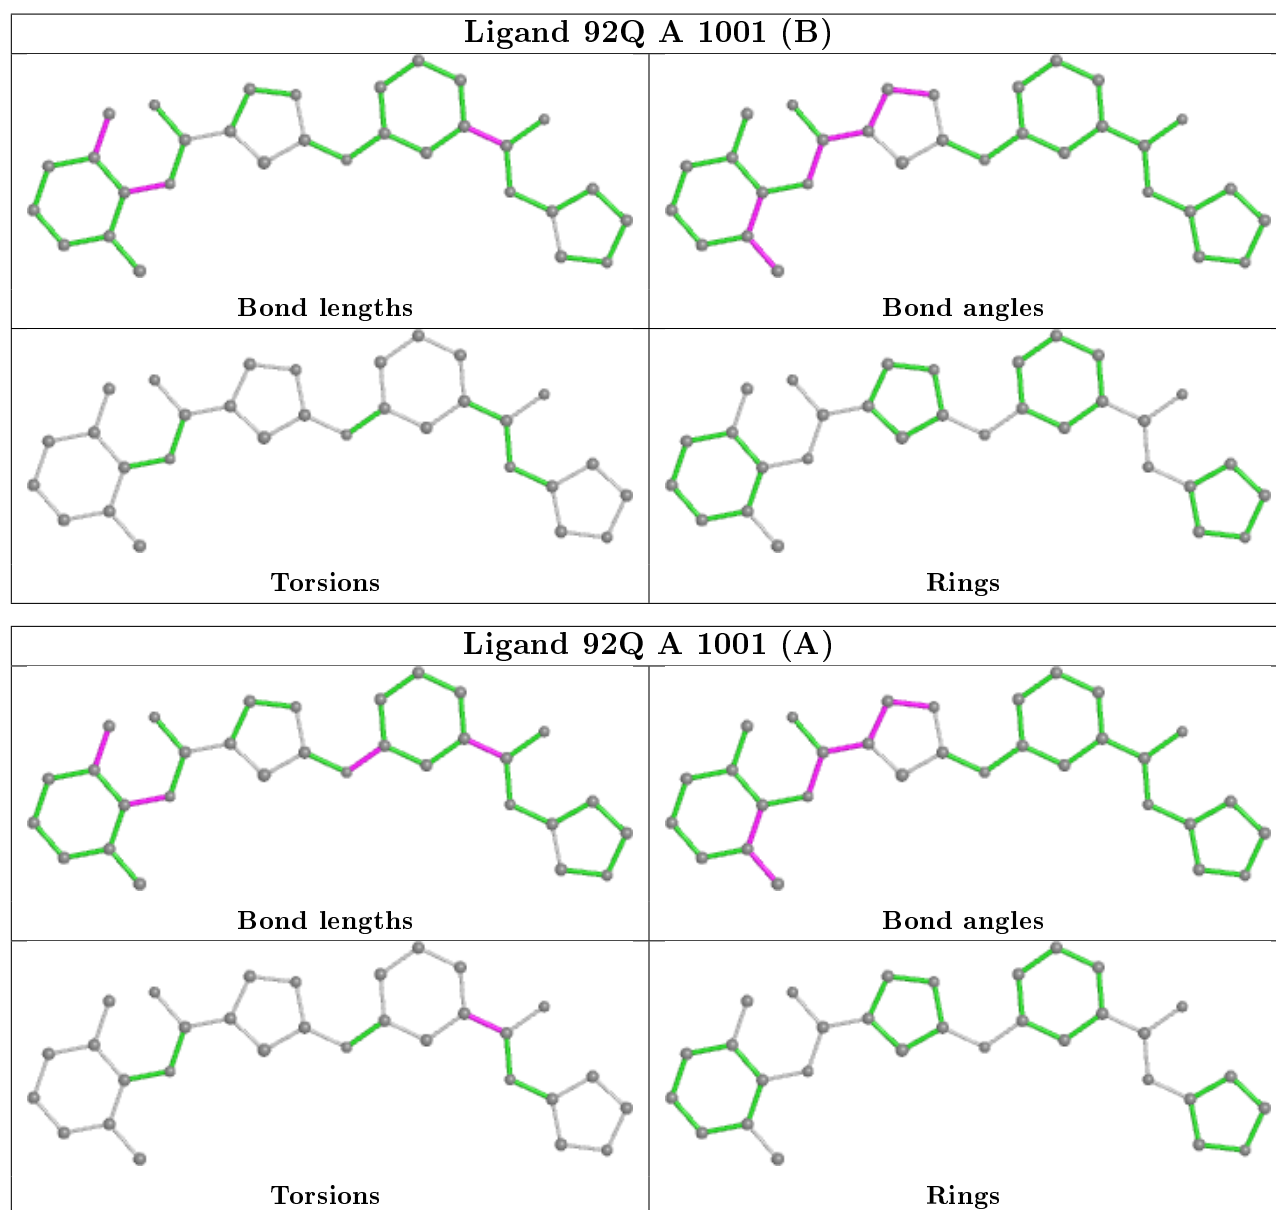 Ligand 92Q A 1001 (B)
Bond lengths
Bond angles
Torsions
Rings
Ligand 92Q A 1001 (A)
Bond lengths
Bond angles
Torsions
Rings